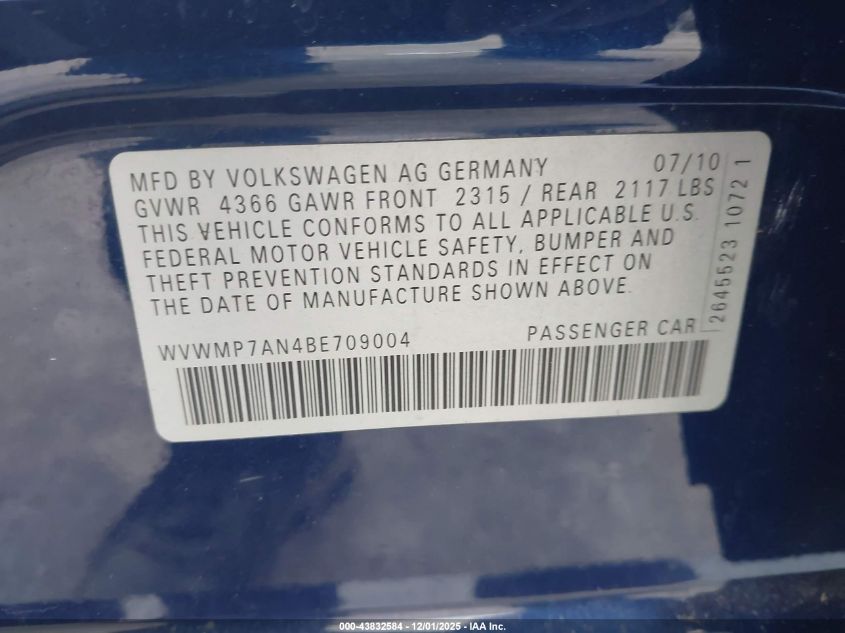 MFD BY VOLKSWAGEN AG GERMANY 07/10
GVWR 4366 GAWR FRONT 2315 / REAR 2117 LBS
THIS VEHICLE CONFORMS TO ALL APPLICABLE U.S.
FEDERAL MOTOR VEHICLE SAFETY, BUMPER AND
THEFT PREVENTION STANDARDS IN EFFECT ON
THE DATE OF MANUFACTURE SHOWN ABOVE.
WVWMP7AN4BE709004 PASSENGER CAR
2645523 1072 1
000-43832584 - 12/01/2025 - IAA Inc.